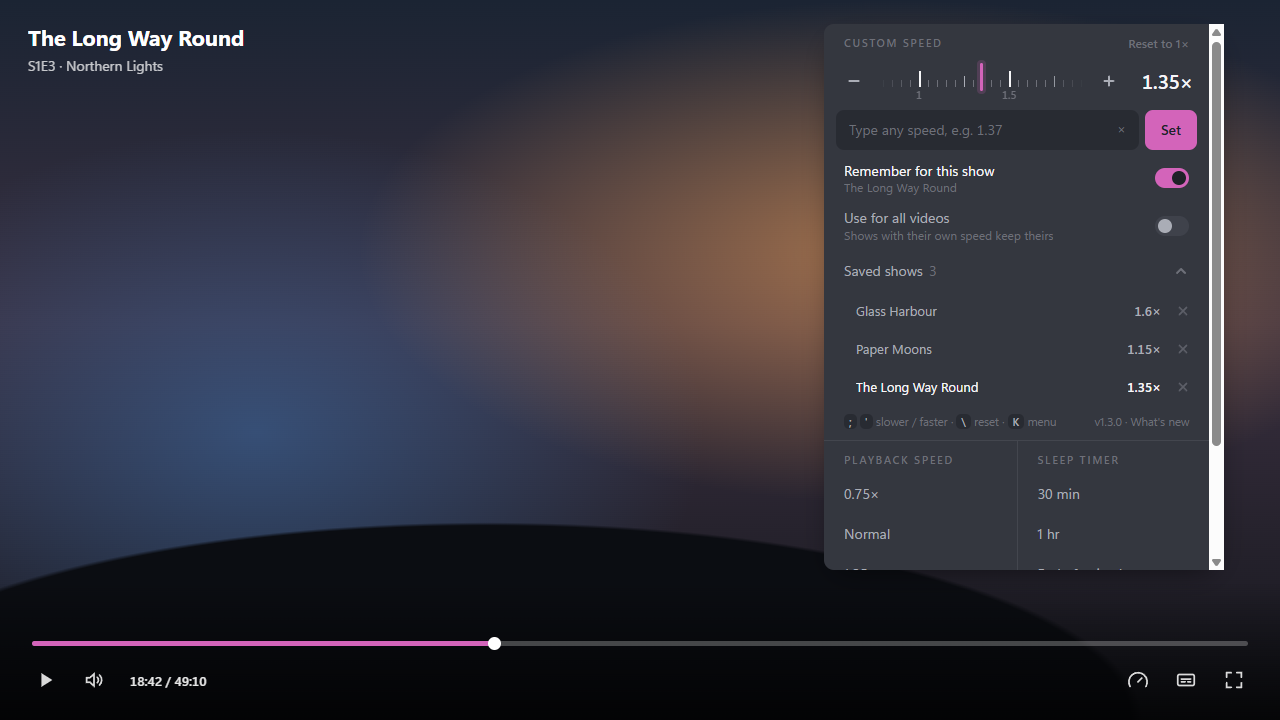 The Long Way Round
S1E3 · Northern Lights
CUSTOM SPEED
Reset to 1×
1
1.5
1.35×
Type any speed, e.g. 1.37
Set
Remember for this show
The Long Way Round
Use for all videos
Shows with their own speed keep theirs
Saved shows 3
Glass Harbour 1.6×
Paper Moons 1.15×
The Long Way Round 1.35×
; ' slower / faster · \ reset · K menu
v1.3.0 · What's new
PLAYBACK SPEED
0.75×
Normal
SLEEP TIMER
30 min
1 hr
18:42 / 49:10